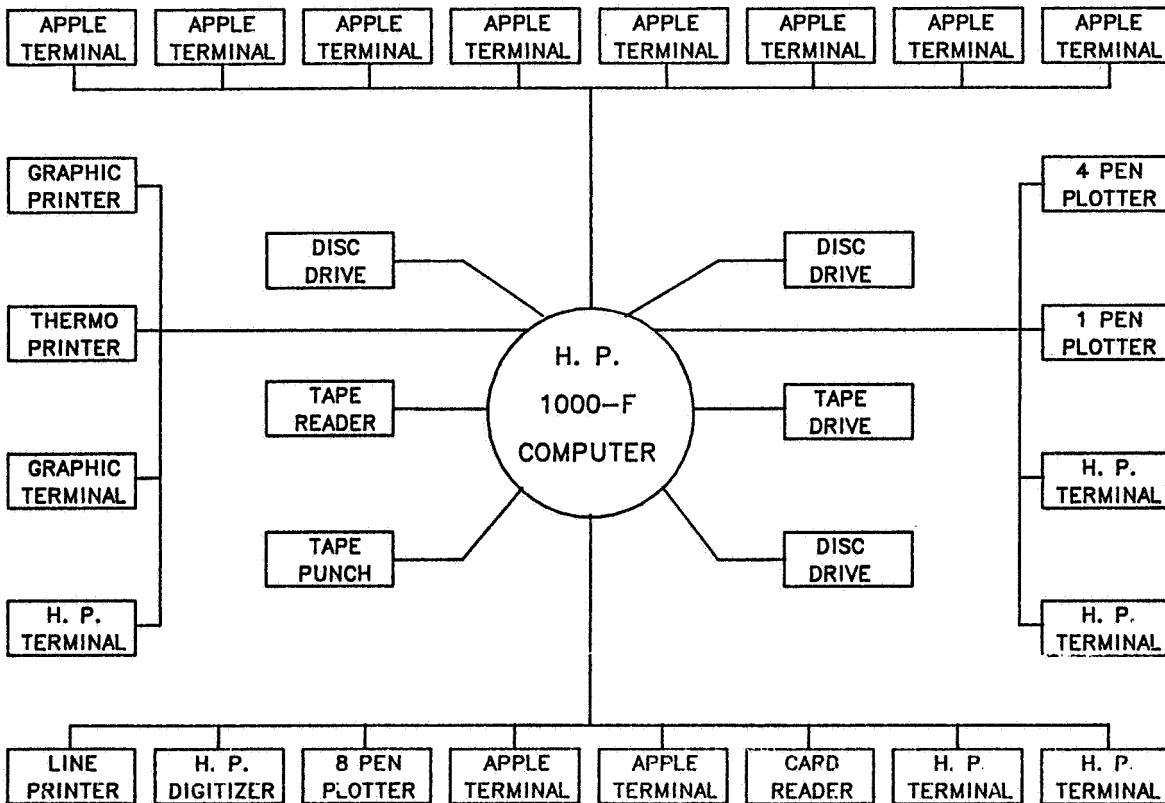 APPLE TERMINAL
APPLE TERMINAL
APPLE TERMINAL
APPLE TERMINAL
APPLE TERMINAL
APPLE TERMINAL
APPLE TERMINAL
APPLE TERMINAL
GRAPHIC
PRINTER
4 PEN
PLOTTER
DISC
DRIVE
DISC
DRIVE
THERMO
PRINTER
1 PEN
PLOTTER
H. P.
1000-F
COMPUTER
TAPE
READER
TAPE
DRIVE
GRAPHIC
TERMINAL
H. P.
TERMINAL
TAPE
PUNCH
DISC
DRIVE
H. P.
TERMINAL
H. P.
TERMINAL
LINE
PRINTER
H. P.
DIGITIZER
8 PEN
PLOTTER
APPLE
TERMINAL
APPLE
TERMINAL
CARD
READER
H. P.
TERMINAL
H. P.
TERMINAL